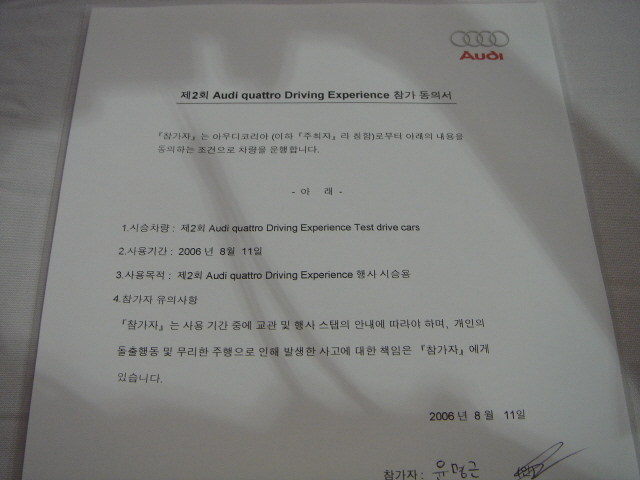 Audi
제2회 Audi quattro Driving Experience 참가 동의서
『참가자』는 아우디코리아 (이하 『주최자』라 칭함)로부터 아래의 내용을
동의하는 조건으로 차량을 운행합니다.
- 아 래 -
1.시승차량 : 제2회 Audi quattro Driving Experience Test drive cars
2.사용기간 : 2006 년 8월 11일
3.사용목적 : 제2회 Audi quattro Driving Experience 행사 시승용
4.참가자 유의사항
『참가자』는 사용 기간 중에 교관 및 행사 스탭의 안내에 따라야 하며, 개인의
돌출행동 및 무리한 주행으로 인해 발생한 사고에 대한 책임은 『참가자』에게
있습니다.
2006 년 8 월 11일
참가자 : 윤명근